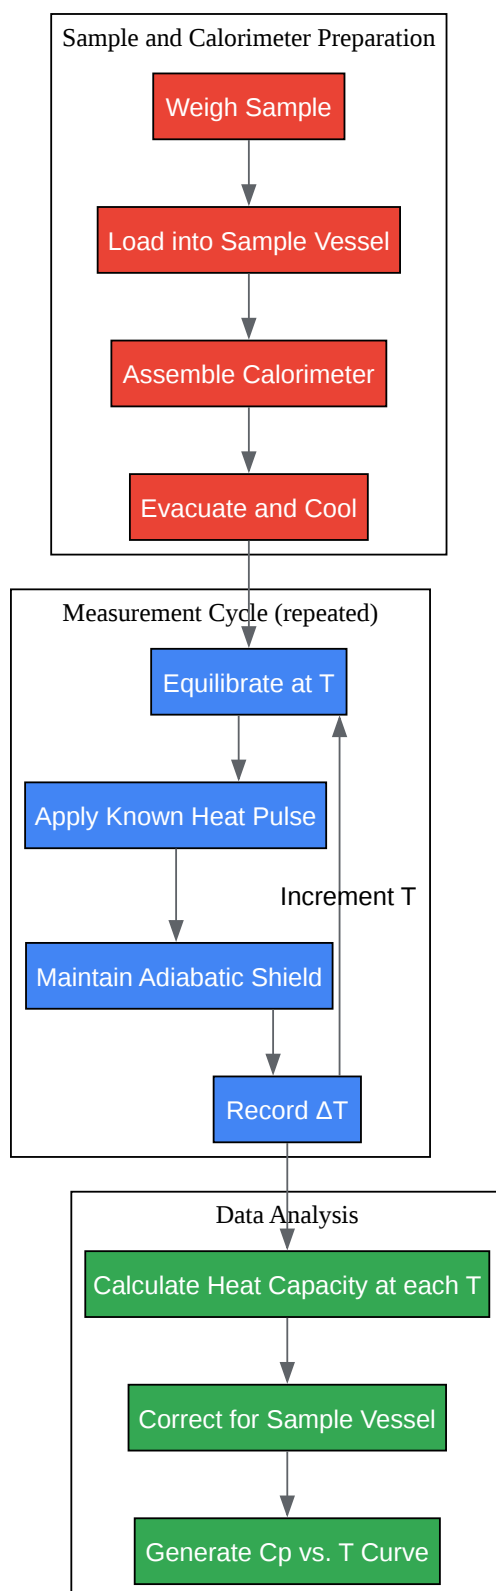 Sample and Calorimeter Preparation
Weigh Sample
Load into Sample Vessel
Assemble Calorimeter
Evacuate and Cool
Measurement Cycle (repeated)
Equilibrate at T
Apply Known Heat Pulse
Increment T
Maintain Adiabatic Shield
Record ΔT
Data Analysis
Calculate Heat Capacity at each T
Correct for Sample Vessel
Generate Cp vs. T Curve